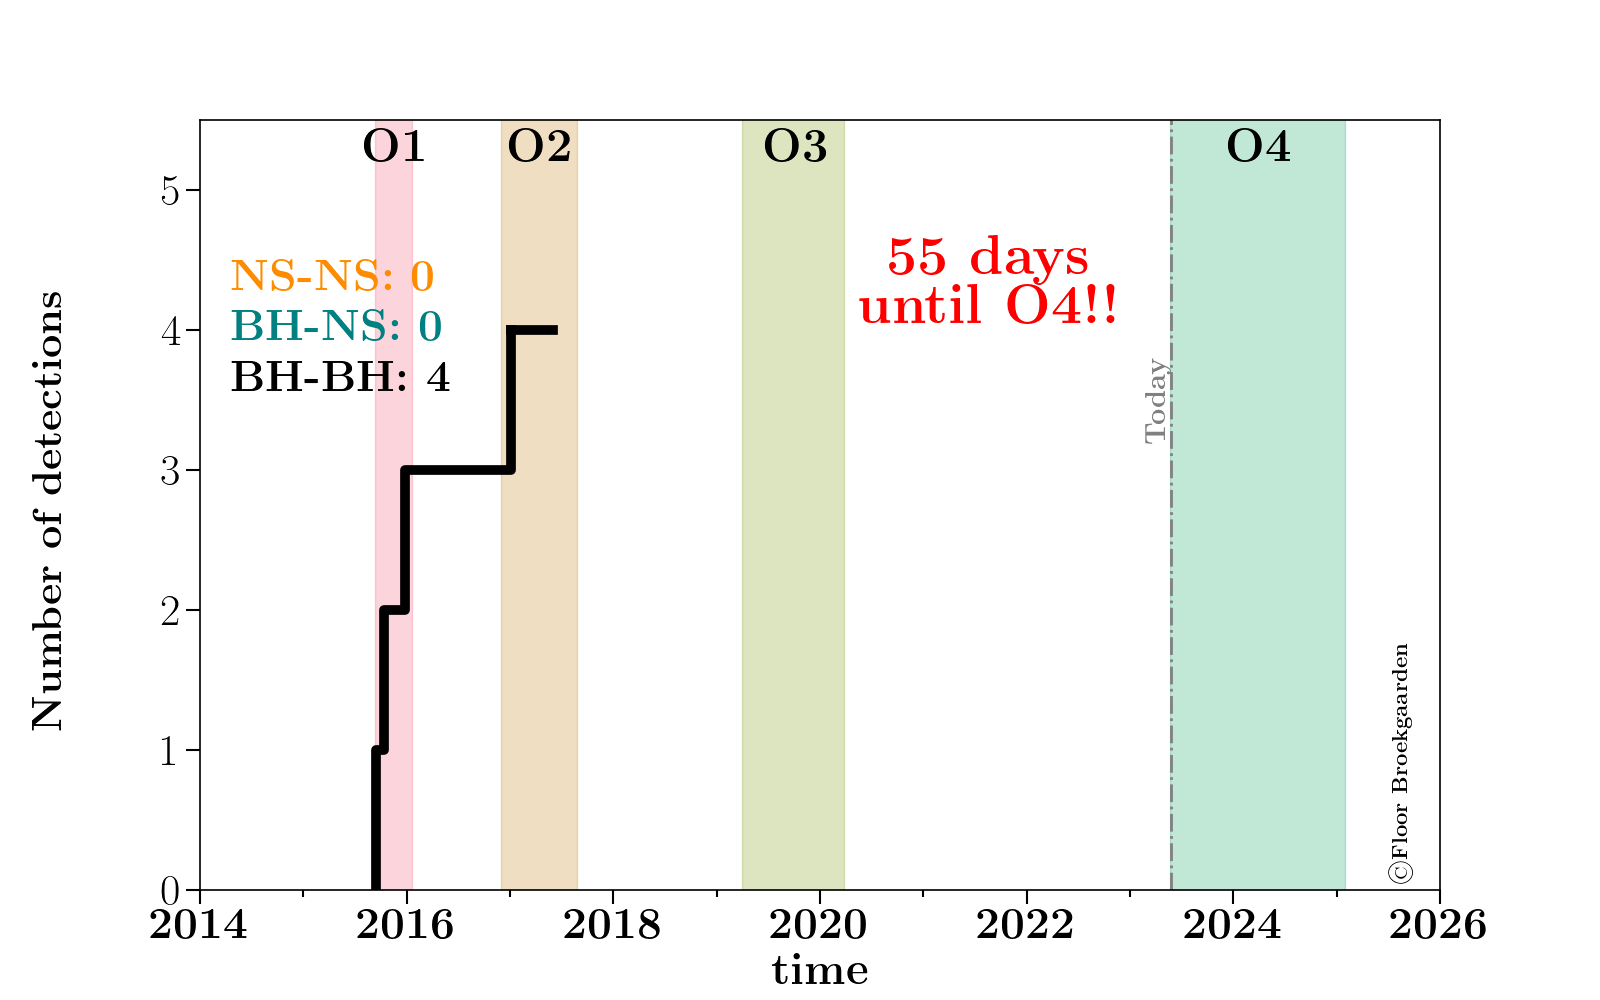 O1 O2 O3 O4
55 days
until O4!!
NS-NS: 0
BH-NS: 0
BH-BH: 4
Today
Number of detections
5
4
3
2
1
0
©Floor Broekgaarden
2014 2016 2018 2020 2022 2024 2026
time